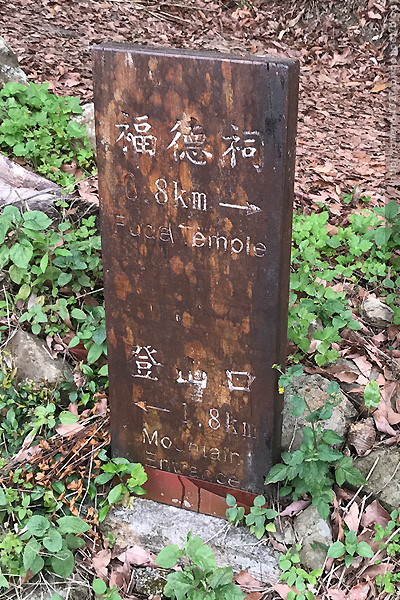 福德祠
0.8km →
Fude Temple
登山口
← 1.8km
Mountain
Entrance